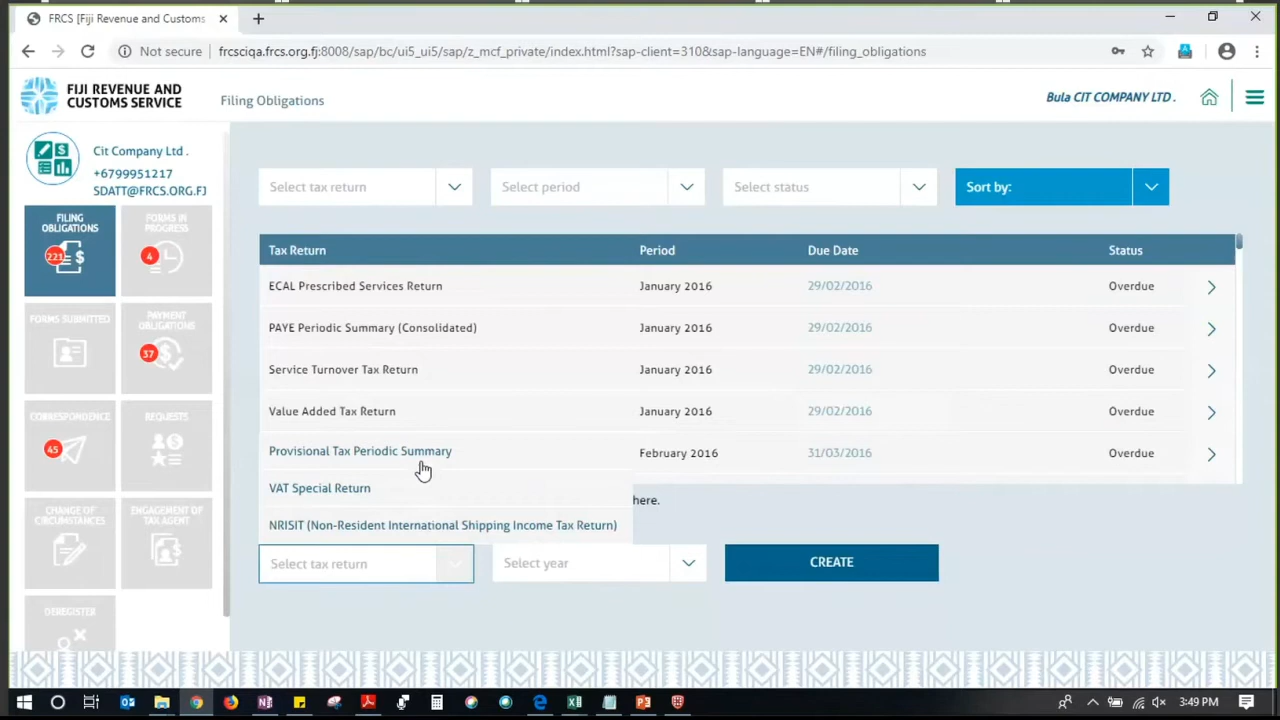 FRCS [Fiji Revenue and Customs
Not secure
frcsciqa.frcs.org.fj:8008/sap/bc/ui5_ui5/sap/z_mcf_private/index.html?sap-client=310&sap-language=EN#/filing_obligations
FIJI REVENUE AND
CUSTOMS SERVICE
Filing Obligations
Bula CIT COMPANY LTD .
Cit Company Ltd .
+6799951217
SDATT@FRCS.ORG.FJ
FILING
OBLIGATIONS
221
FORMS IN
PROGRESS
4
FORMS SUBMITTED
PAYMENT
OBLIGATIONS
37
CORRESPONDENCE
45
REQUESTS
CHANGE OF
CIRCUMSTANCES
ENGAGEMENT OF
TAX AGENT
DEREGISTER
Select tax return
Select period
Select status
Sort by:
Tax Return Period Due Date Status
ECAL Prescribed Services Return January 2016 29/02/2016 Overdue
PAYE Periodic Summary (Consolidated) January 2016 29/02/2016 Overdue
Service Turnover Tax Return January 2016 29/02/2016 Overdue
Value Added Tax Return January 2016 29/02/2016 Overdue
Provisional Tax Periodic Summary February 2016 31/03/2016 Overdue
VAT Special Return
here.
NRISIT (Non-Resident International Shipping Income Tax Return)
Select tax return
Select year
CREATE
3:49 PM